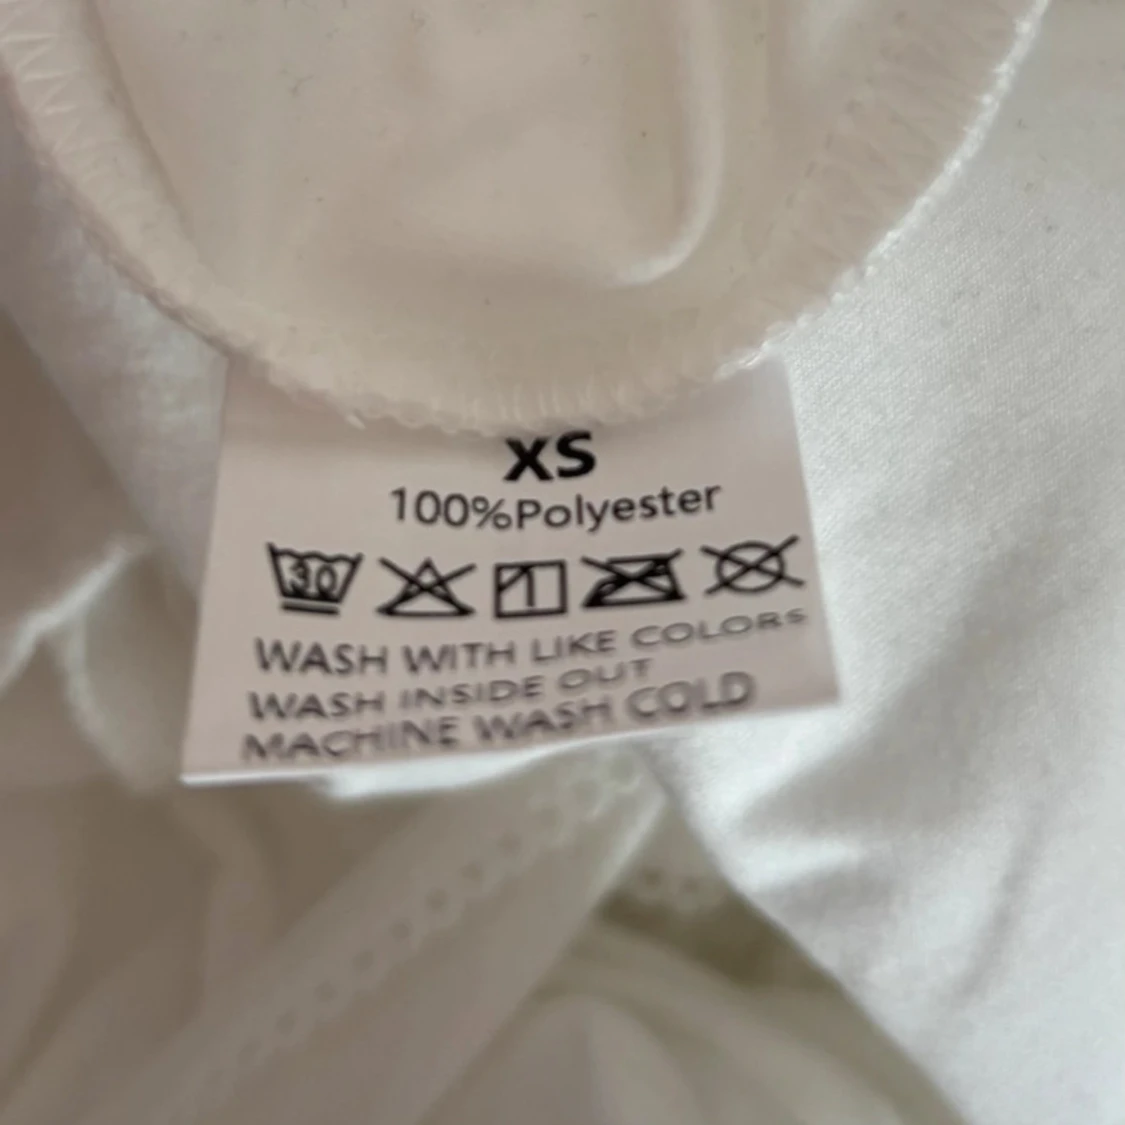 XS
100%Polyester
30
WASH WITH LIKE COLORS
WASH INSIDE OUT
MACHINE WASH COLD